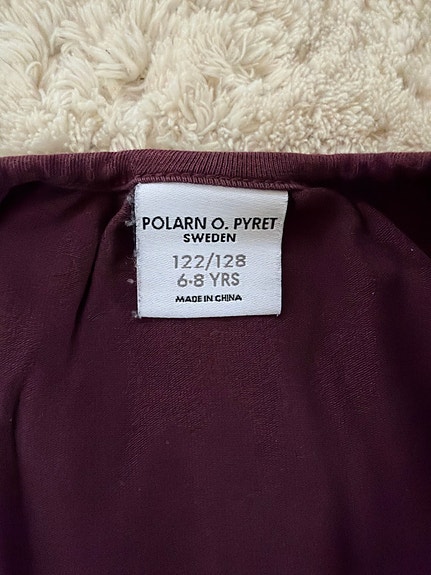 POLARN O. PYRET
SWEDEN
122/128
6-8 YRS
MADE IN CHINA